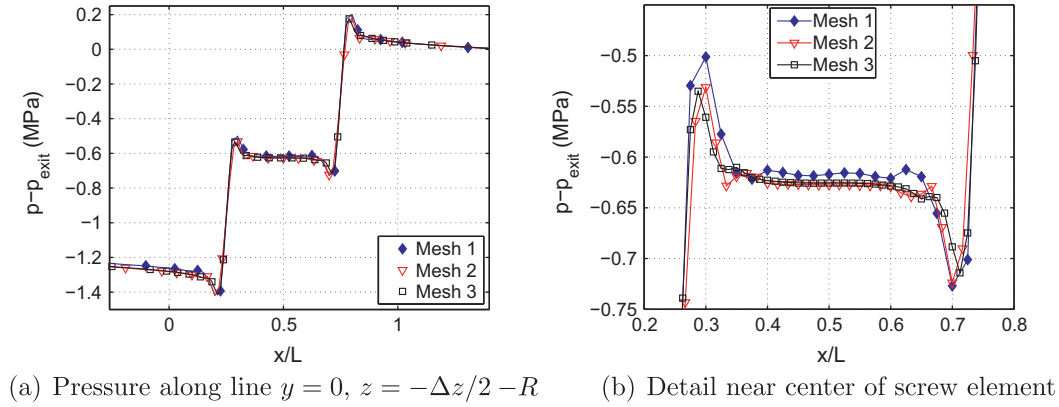 0.2
0
−0.2
−0.4
−0.6
−0.8
−1
−1.2
−1.4
p−p_exit (MPa)
0 0.5 1
x/L
Mesh 1
Mesh 2
Mesh 3
(a) Pressure along line y = 0, z = −Δz/2 − R
−0.5
−0.55
−0.6
−0.65
−0.7
−0.75
p−p_exit (MPa)
0.2 0.3 0.4 0.5 0.6 0.7 0.8
x/L
Mesh 1
Mesh 2
Mesh 3
(b) Detail near center of screw element